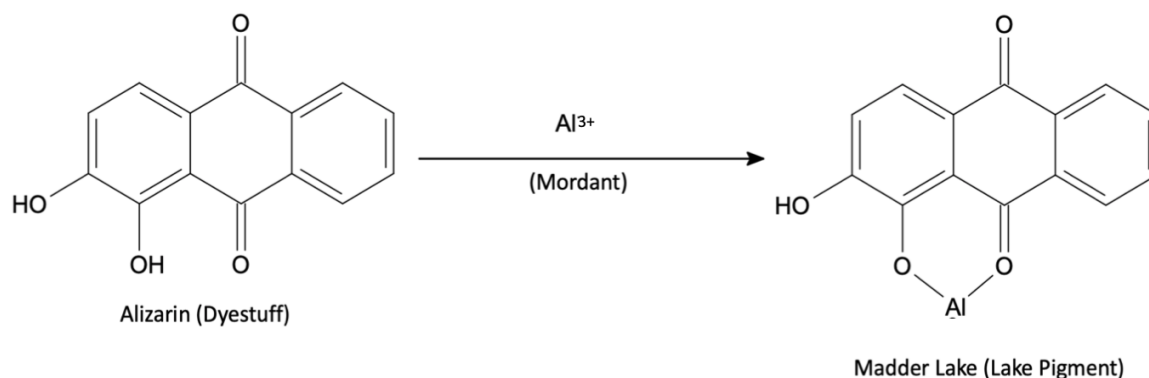 O
O
Al³⁺
(Mordant)
HO
OH
O
HO
O
O
Al
Alizarin (Dyestuff)
Madder Lake (Lake Pigment)